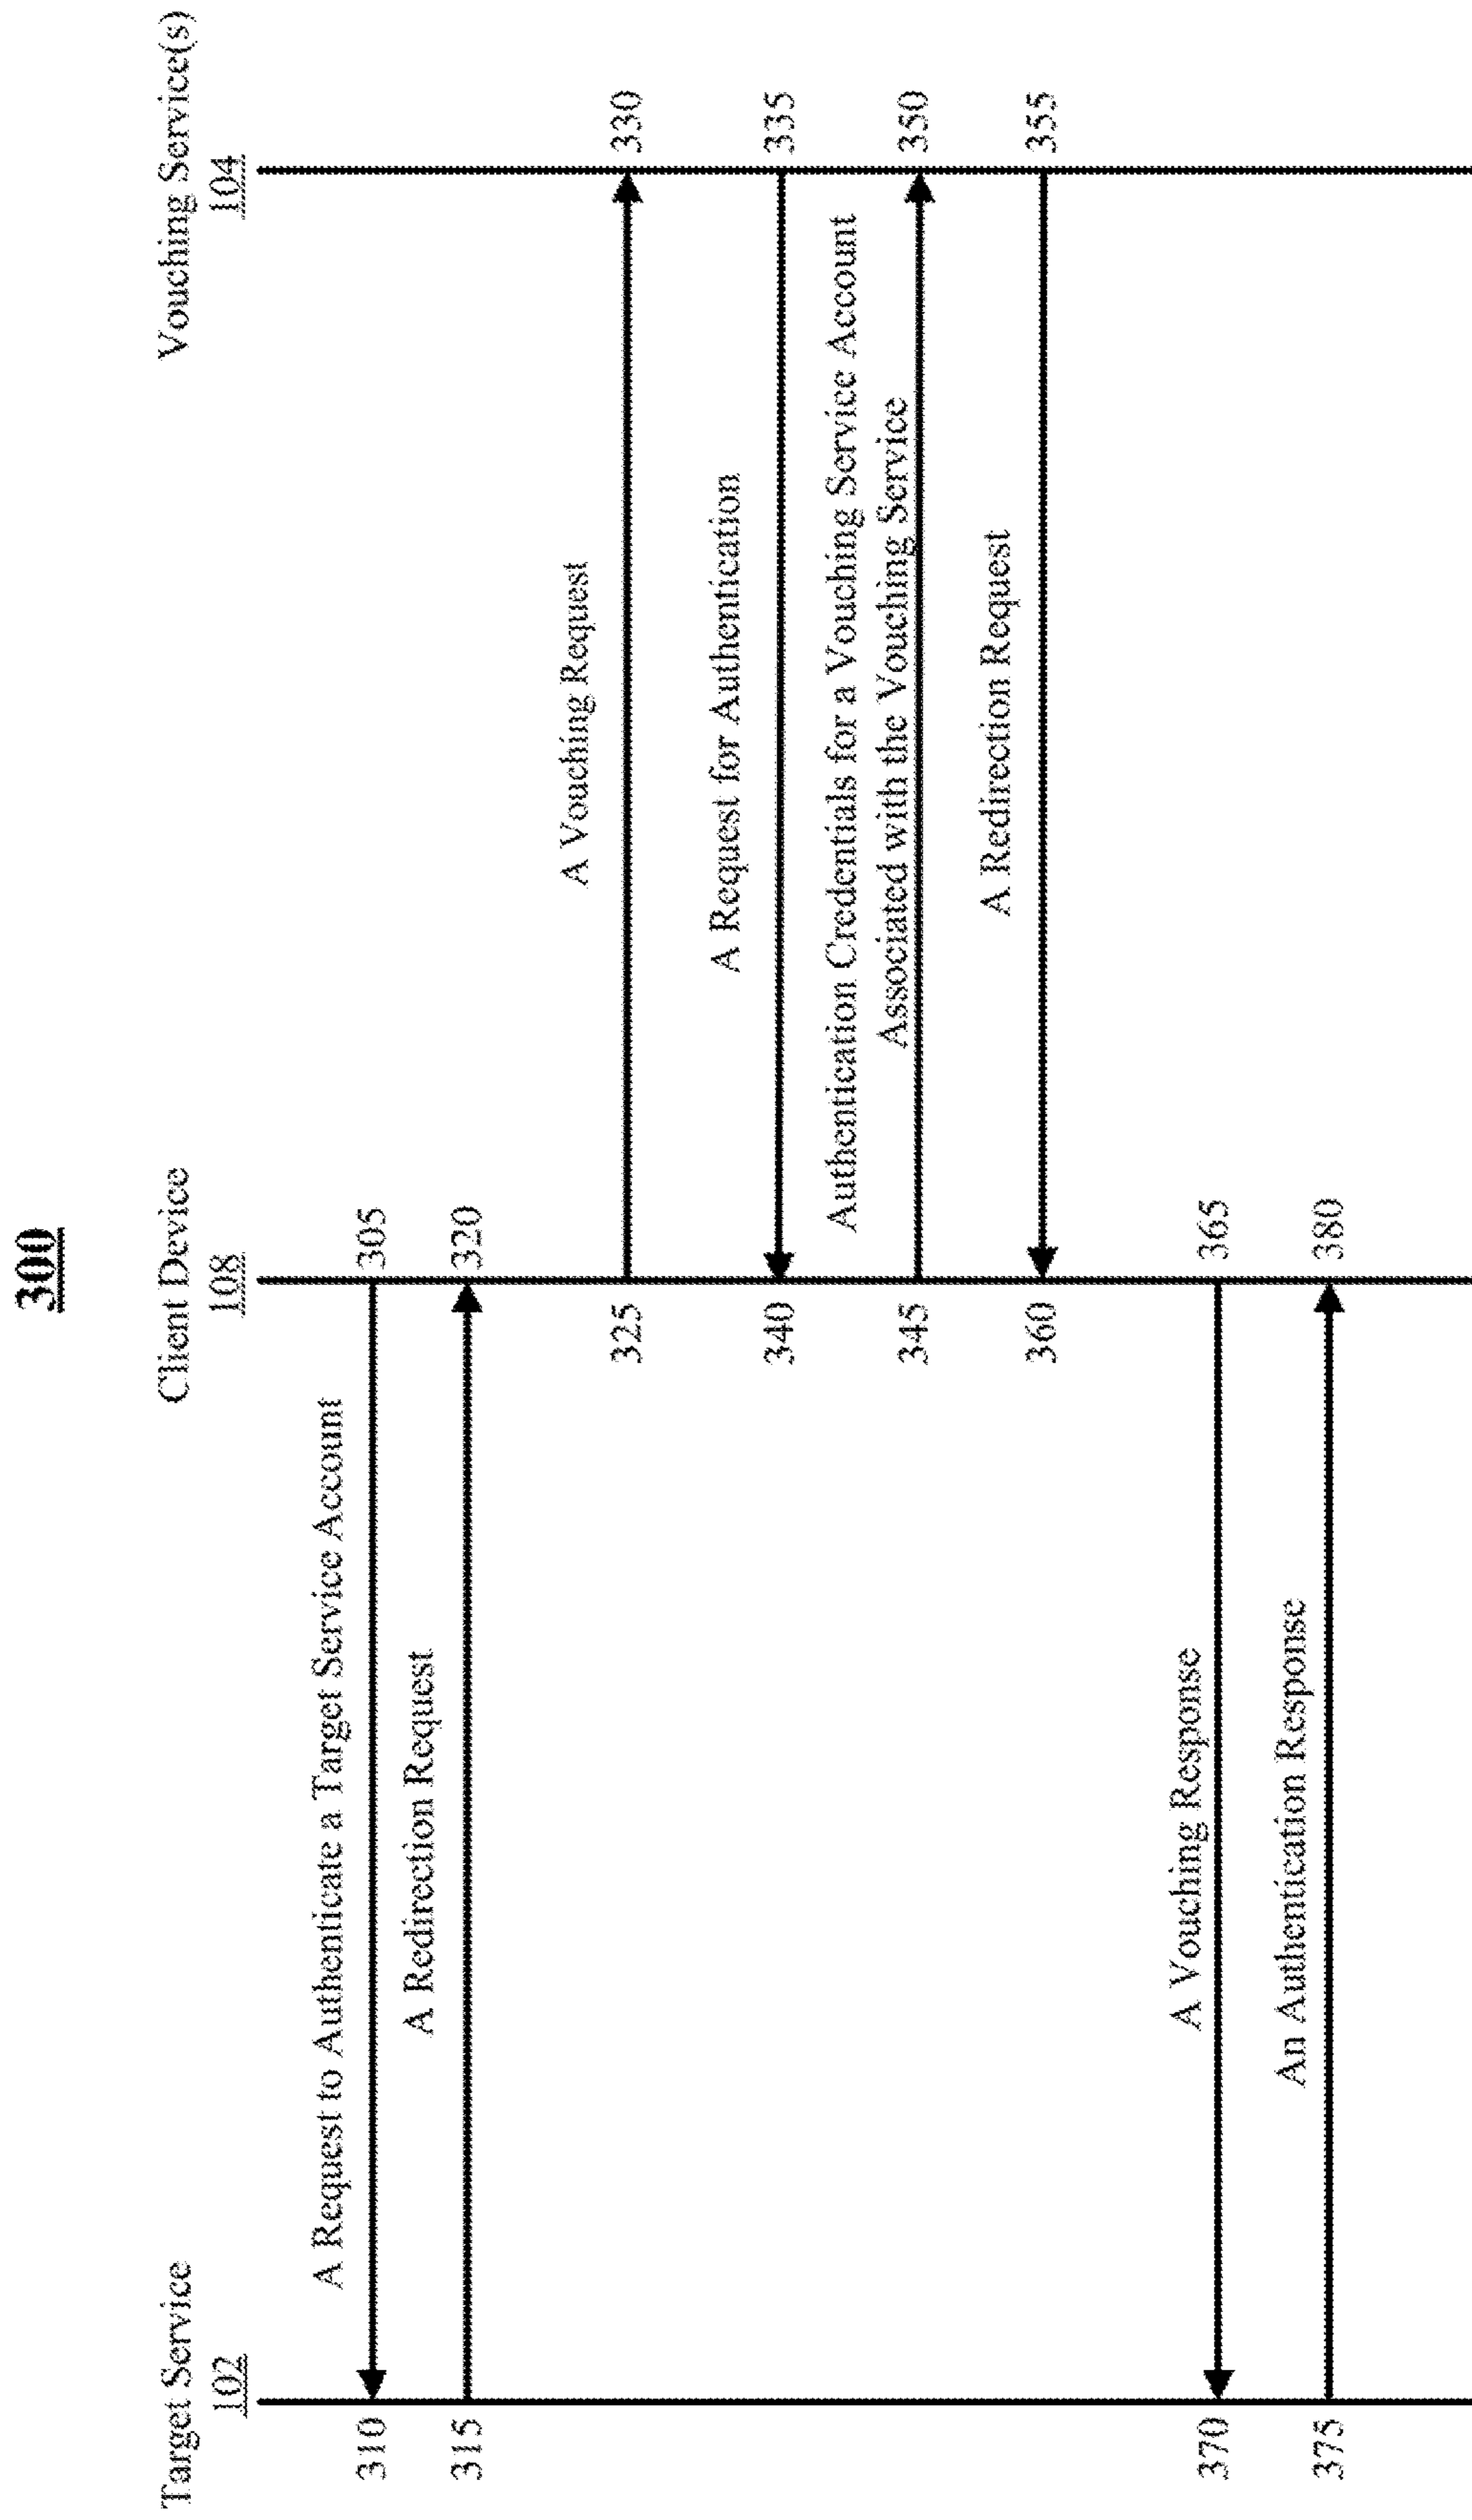 300
Target Service
102
Client Device
108
Vouching Service(s)
104
A Request to Authenticate a Target Service Account
310
305
A Redirection Request
315
320
A Vouching Request
325
330
A Request for Authentication
340
335
Authentication Credentials for a Vouching Service Account
Associated with the Vouching Service
345
350
A Redirection Request
360
355
A Vouching Response
370
365
An Authentication Response
375
380